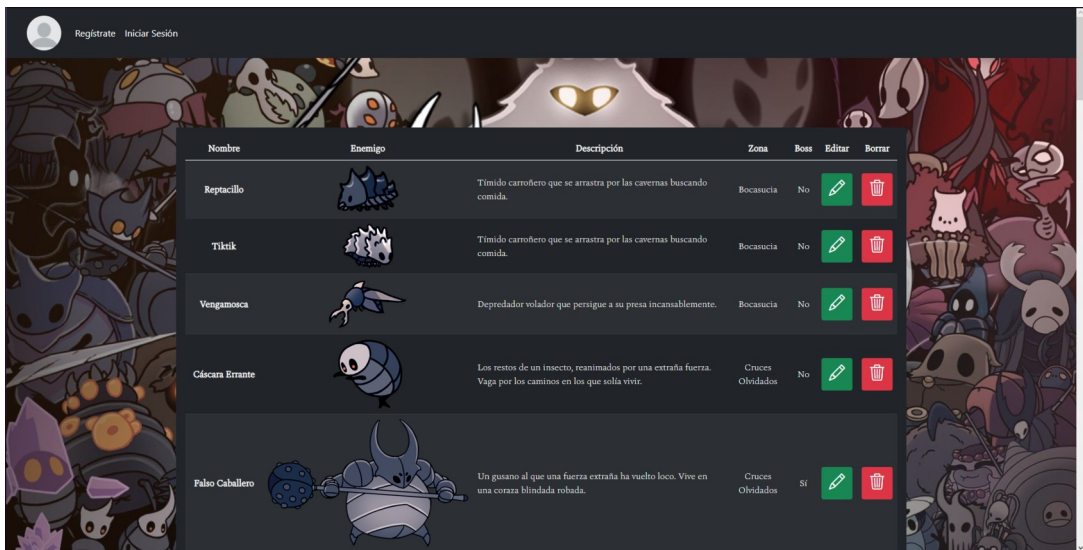 Regístrate Iniciar Sesión
Nombre Enemigo Descripción Zona Boss Editar Borrar
Reptacillo
Tímido carroñero que se arrastra por las cavernas buscando
comida.
Bocasucia No
Tiktik
Tímido carroñero que se arrastra por las cavernas buscando
comida.
Bocasucia No
Vengamosca Depredador volador que persigue a su presa incansablemente. Bocasucia No
Cáscara Errante
Los restos de un insecto, reanimados por una extraña fuerza.
Vaga por los caminos en los que solía vivir.
Cruces
Olvidados
No
Falso Caballero
Un gusano al que una fuerza extraña ha vuelto loco. Vive en
una coraza blindada robada.
Cruces
Olvidados
Sí